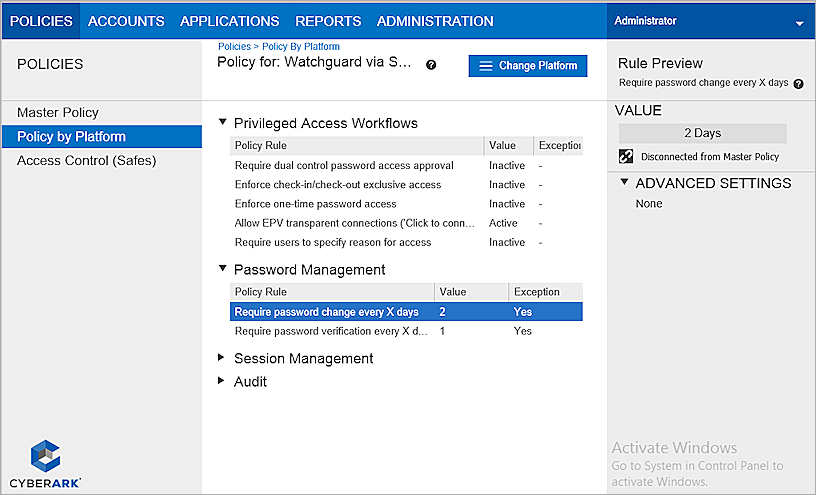 POLICIES ACCOUNTS APPLICATIONS REPORTS ADMINISTRATION Administrator
POLICIES
Master Policy
Policy by Platform
Access Control (Safes)
Policies > Policy By Platform
Policy for: Watchguard via S... ?
Change Platform
Privileged Access Workflows
Policy Rule Value Exception
Require dual control password access approval Inactive -
Enforce check-in/check-out exclusive access Inactive -
Enforce one-time password access Inactive -
Allow EPV transparent connections ('Click to conn... Active -
Require users to specify reason for access Inactive -
Password Management
Policy Rule Value Exception
Require password change every X days 2 Yes
Require password verification every X d... 1 Yes
Session Management
Audit
Rule Preview
Require password change every X days ?
VALUE
2 Days
Disconnected from Master Policy
ADVANCED SETTINGS
None
CYBERARK
Activate Windows
Go to System in Control Panel to
activate Windows.